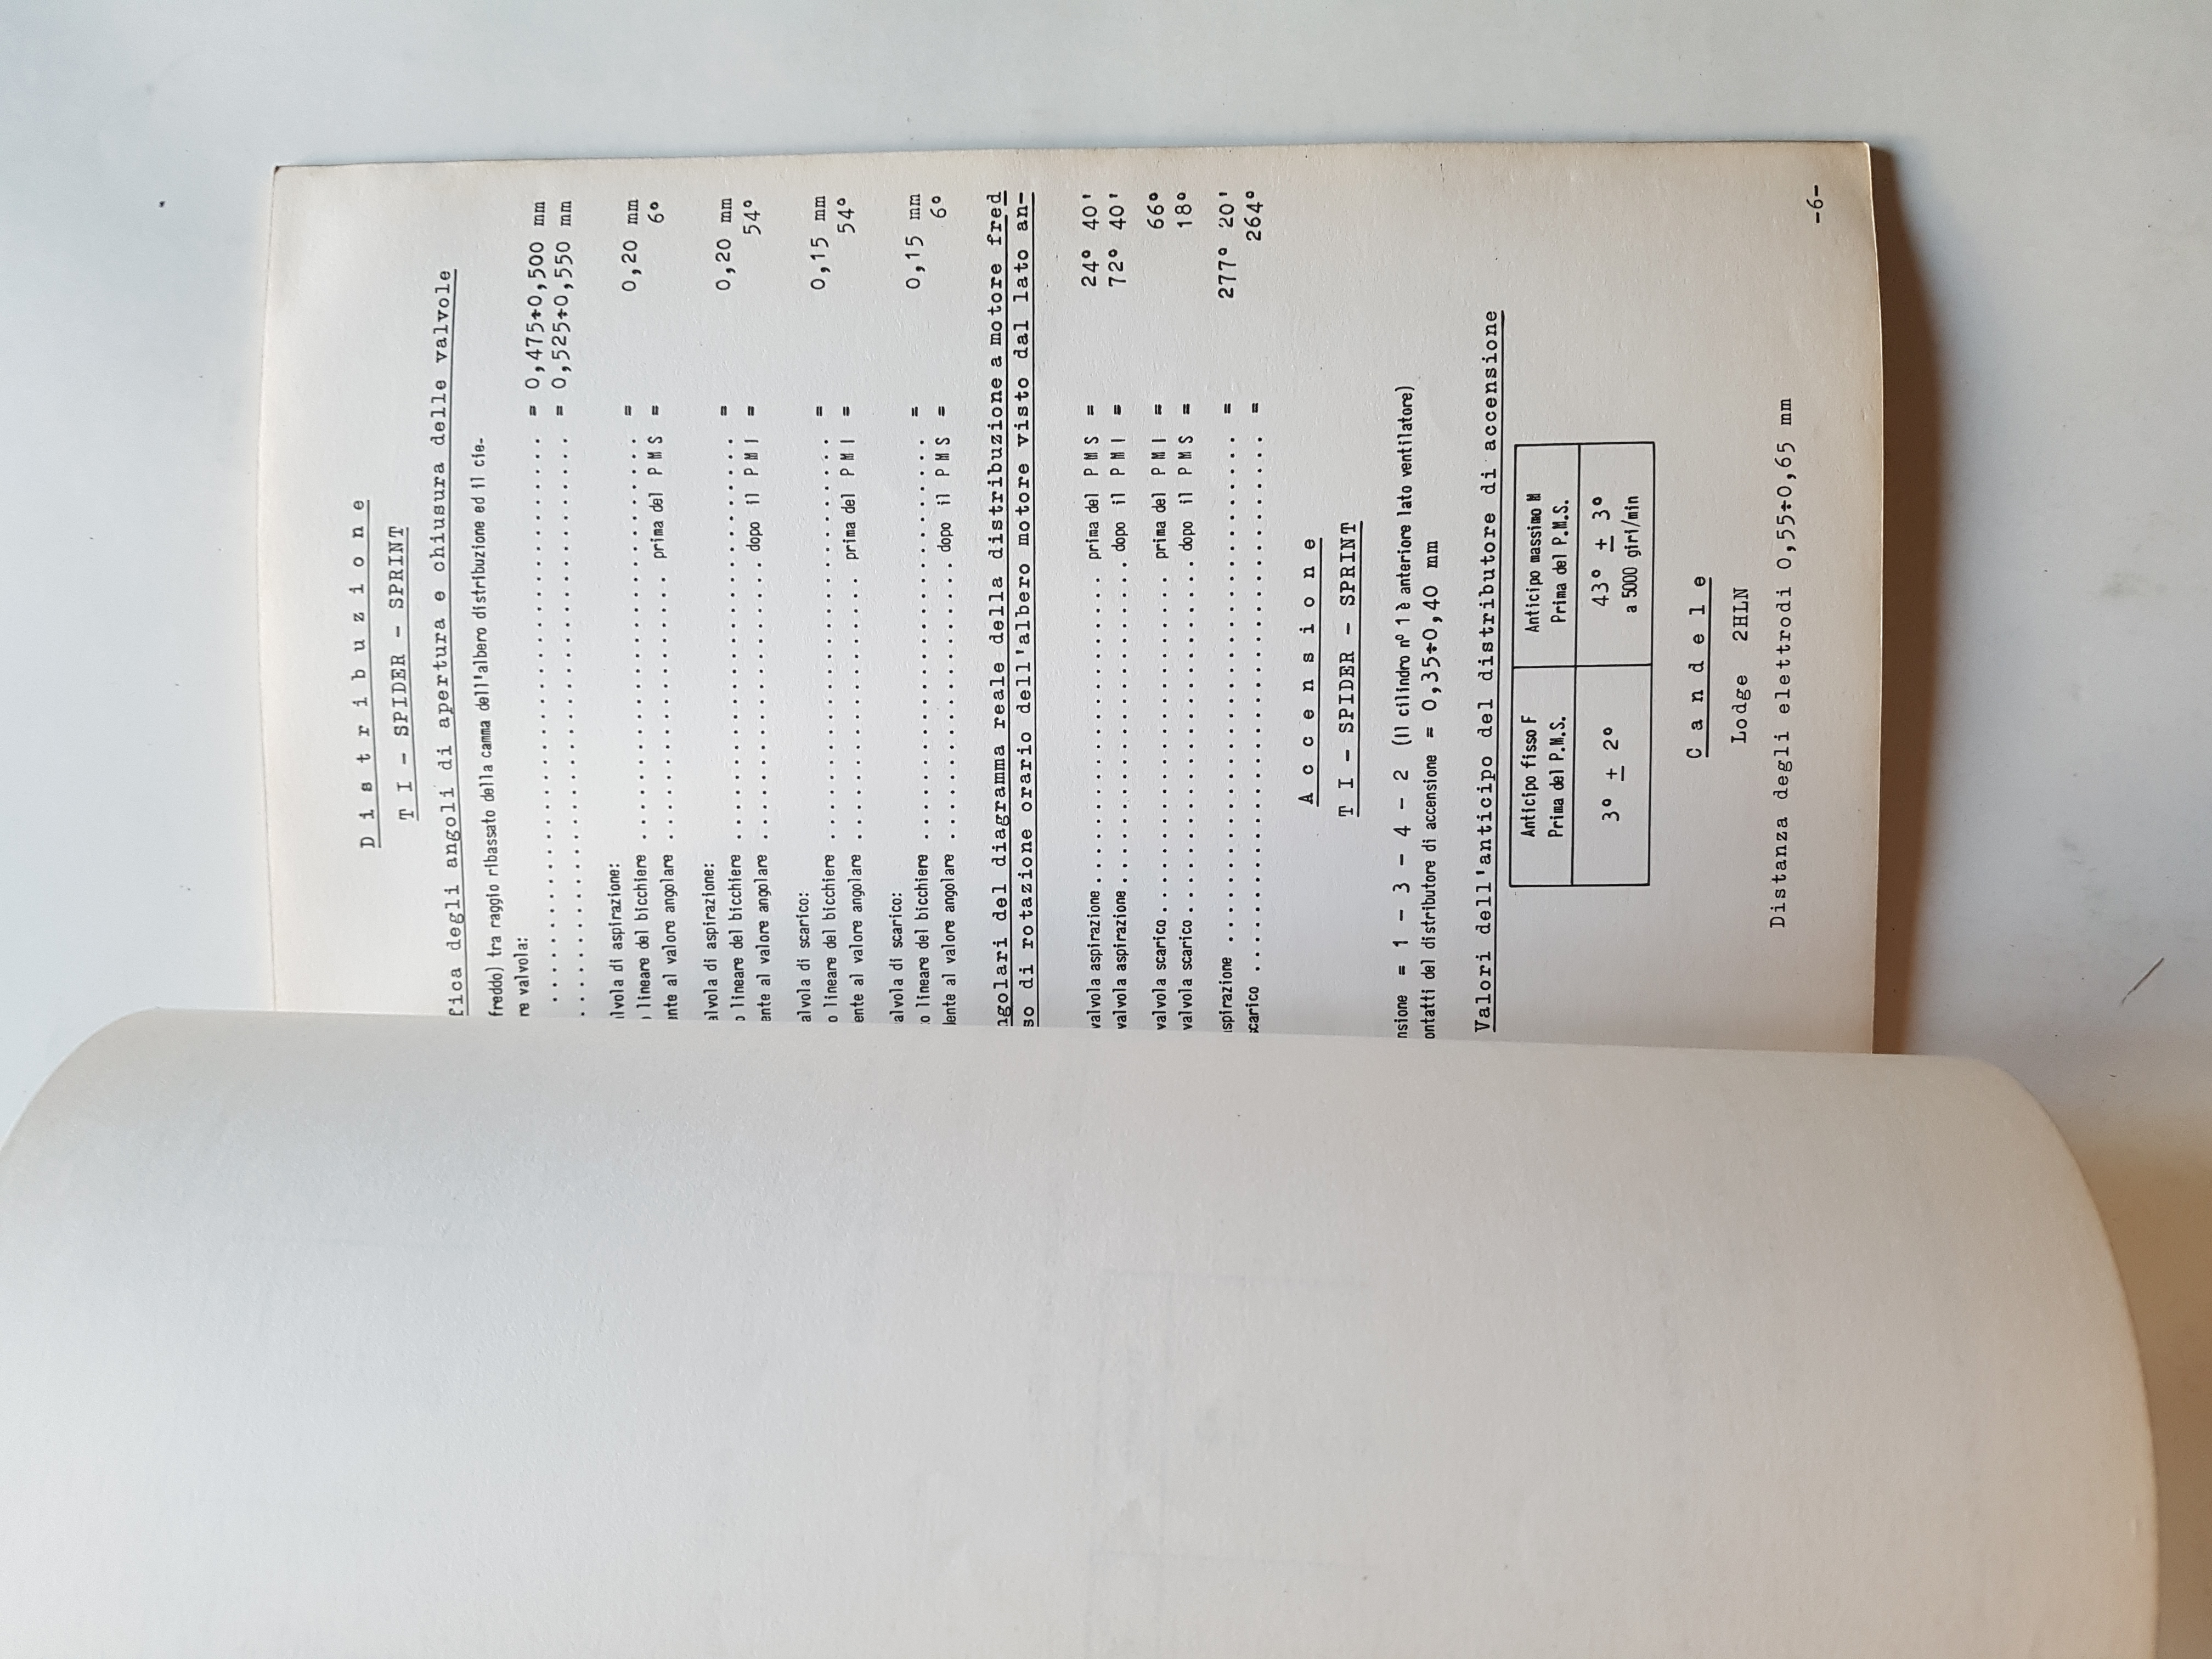 D i s t r i b u z i o n e
T I - SPIDER - SPRINT
fica degli angoli di apertura e chiusura delle valvole
freddo) tra raggio ribassato della camma dell'albero distribuzione ed il cie-
re valvola:
. . . . . . . . . . . . . . . . . . . . . . . . . . . . . . . . . . . . . . . = 0,475÷0,500 mm
. . . . . . . . . . . . . . . . . . . . . . . . . . . . . . . . . . . . . . . = 0,525÷0,550 mm
alvola di aspirazione:
o lineare del bicchiere . . . . . . . . . . . . . . . . . . . . . . . . . . . = 0,20 mm
ente al valore angolare . . . . . . . . . . . . . . . . . . prima del P M S = 6°
alvola di aspirazione:
o lineare del bicchiere . . . . . . . . . . . . . . . . . . . . . . . . . . . = 0,20 mm
ente al valore angolare . . . . . . . . . . . . . . . . . . dopo il P M I = 54°
alvola di scarico:
o lineare del bicchiere . . . . . . . . . . . . . . . . . . . . . . . . . . . = 0,15 mm
ente al valore angolare . . . . . . . . . . . . . . . . . . prima del P M I = 54°
alvola di scarico:
o lineare del bicchiere . . . . . . . . . . . . . . . . . . . . . . . . . . . = 0,15 mm
dente al valore angolare . . . . . . . . . . . . . . . . . . dopo il P M S = 6°
ngolari del diagramma reale della distribuzione a motore fred
so di rotazione orario dell'albero motore visto dal lato an-
valvola aspirazione . . . . . . . . . . . . . . . . . . . . prima del P M S = 24° 40'
valvola aspirazione . . . . . . . . . . . . . . . . . . . . dopo il P M I = 72° 40'
valvola scarico . . . . . . . . . . . . . . . . . . . . . . prima del P M I = 66°
valvola scarico . . . . . . . . . . . . . . . . . . . . . . dopo il P M S = 18°
spirazione . . . . . . . . . . . . . . . . . . . . . . . . . . . . . . . . . = 277° 20'
scarico . . . . . . . . . . . . . . . . . . . . . . . . . . . . . . . . . . . = 264°
A c c e n s i o n e
T I - SPIDER - SPRINT
nsione = 1 - 3 - 4 - 2 (Il cilindro n° 1 è anteriore lato ventilatore)
ontatti del distributore di accensione = 0,35÷0,40 mm
Valori dell'anticipo del distributore di accensione
Anticipo fisso F Anticipo massimo M
Prima del P.M.S. Prima del P.M.S.
3° ± 2° 43° ± 3°
a 5000 giri/min
C a n d e l e
Lodge 2HLN
Distanza degli elettrodi 0,55÷0,65 mm
-6-